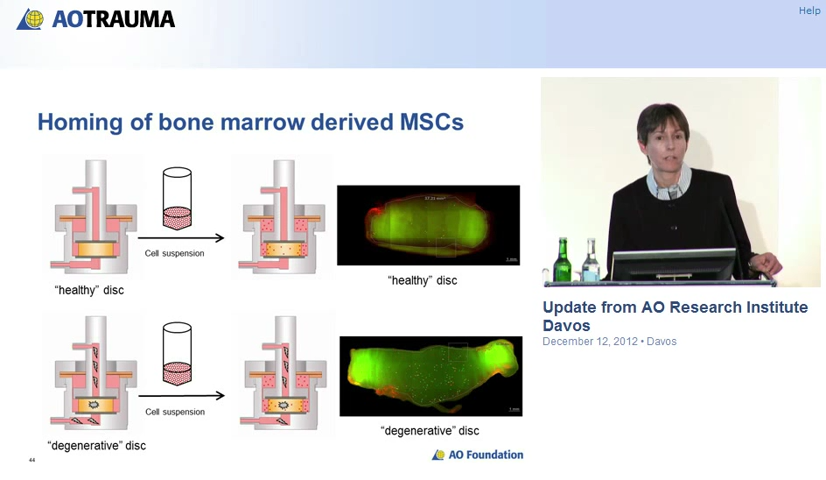 AOTRAUMA
Help
Homing of bone marrow derived MSCs
Cell suspension
"healthy" disc
"healthy" disc
Cell suspension
"degenerative" disc
"degenerative" disc
44
AO Foundation
Update from AO Research Institute
Davos
December 12, 2012 • Davos